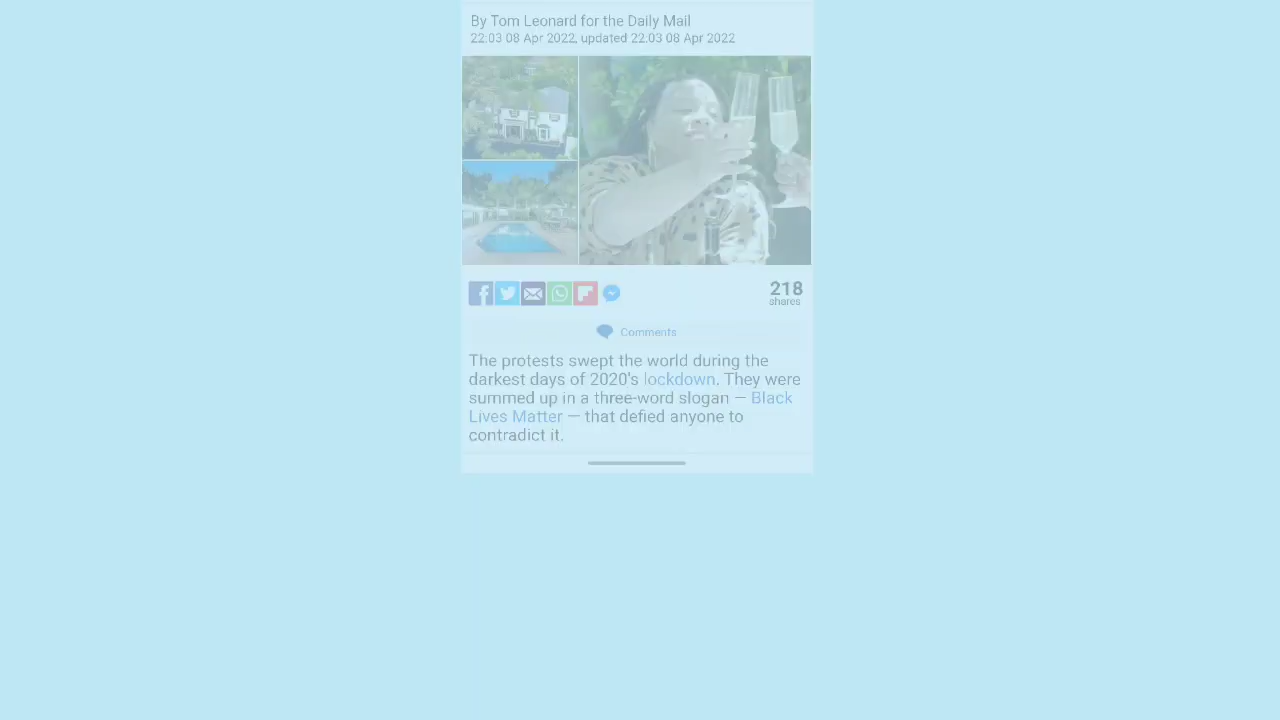 By Tom Leonard for the Daily Mail
22:03 08 Apr 2022, updated 22:03 08 Apr 2022
218
shares
Comments
The protests swept the world during the
darkest days of 2020's lockdown. They were
summed up in a three-word slogan — Black
Lives Matter — that defied anyone to
contradict it.